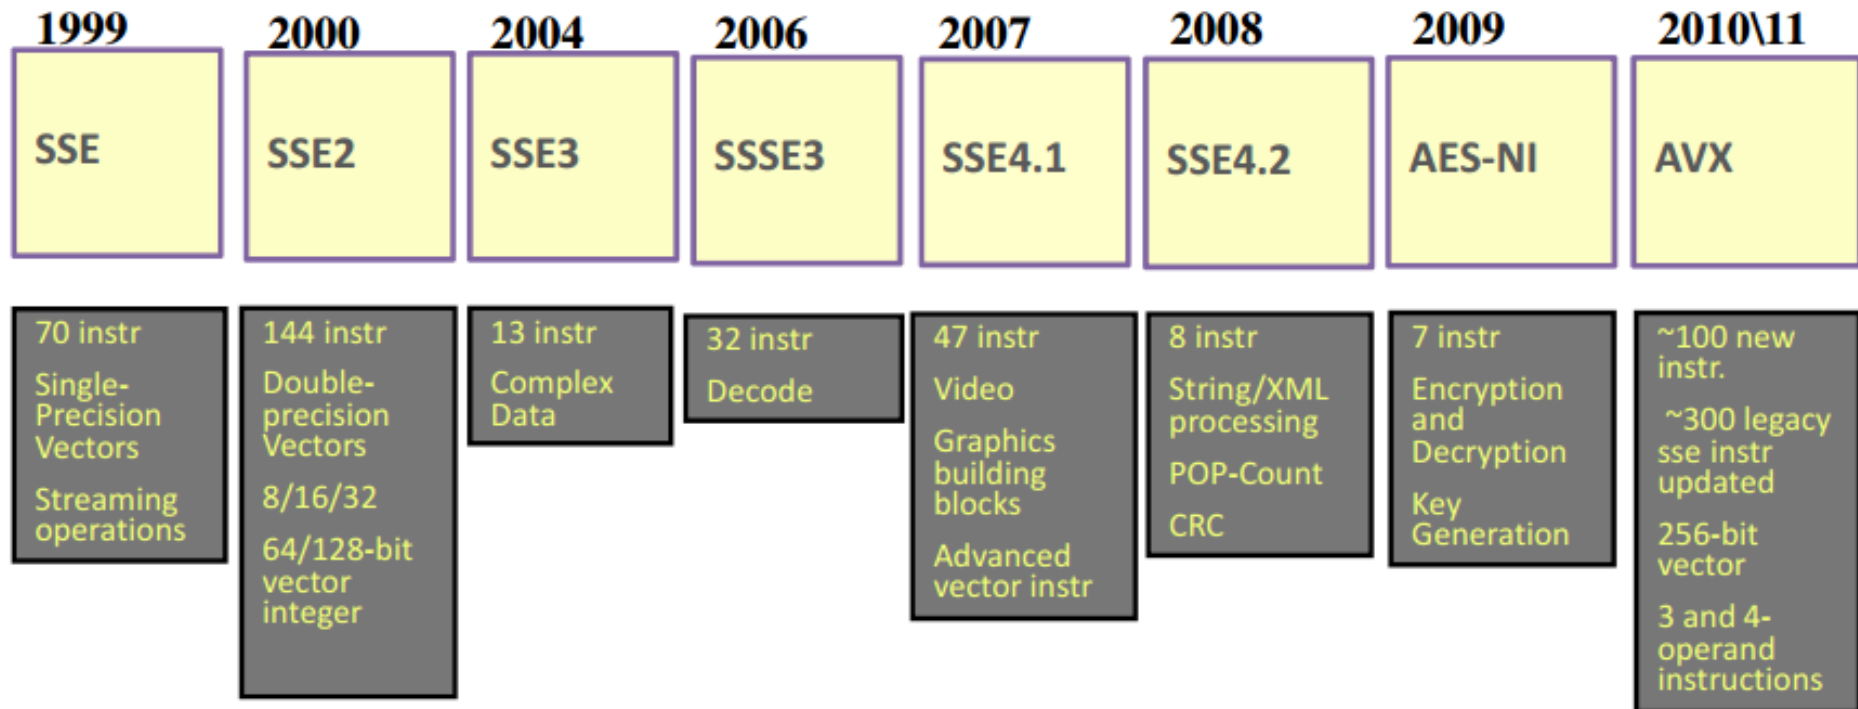 1999
2000
2004
2006
2007
2008
2009
2010\11
SSE
SSE2
SSE3
SSSE3
SSE4.1
SSE4.2
AES-NI
AVX
70 instr
Single-
Precision
Vectors
Streaming
operations
144 instr
Double-
precision
Vectors
8/16/32
64/128-bit
vector
integer
13 instr
Complex
Data
32 instr
Decode
47 instr
Video
Graphics
building
blocks
Advanced
vector instr
8 instr
String/XML
processing
POP-Count
CRC
7 instr
Encryption
and
Decryption
Key
Generation
~100 new
instr.
~300 legacy
sse instr
updated
256-bit
vector
3 and 4-
operand
instructions